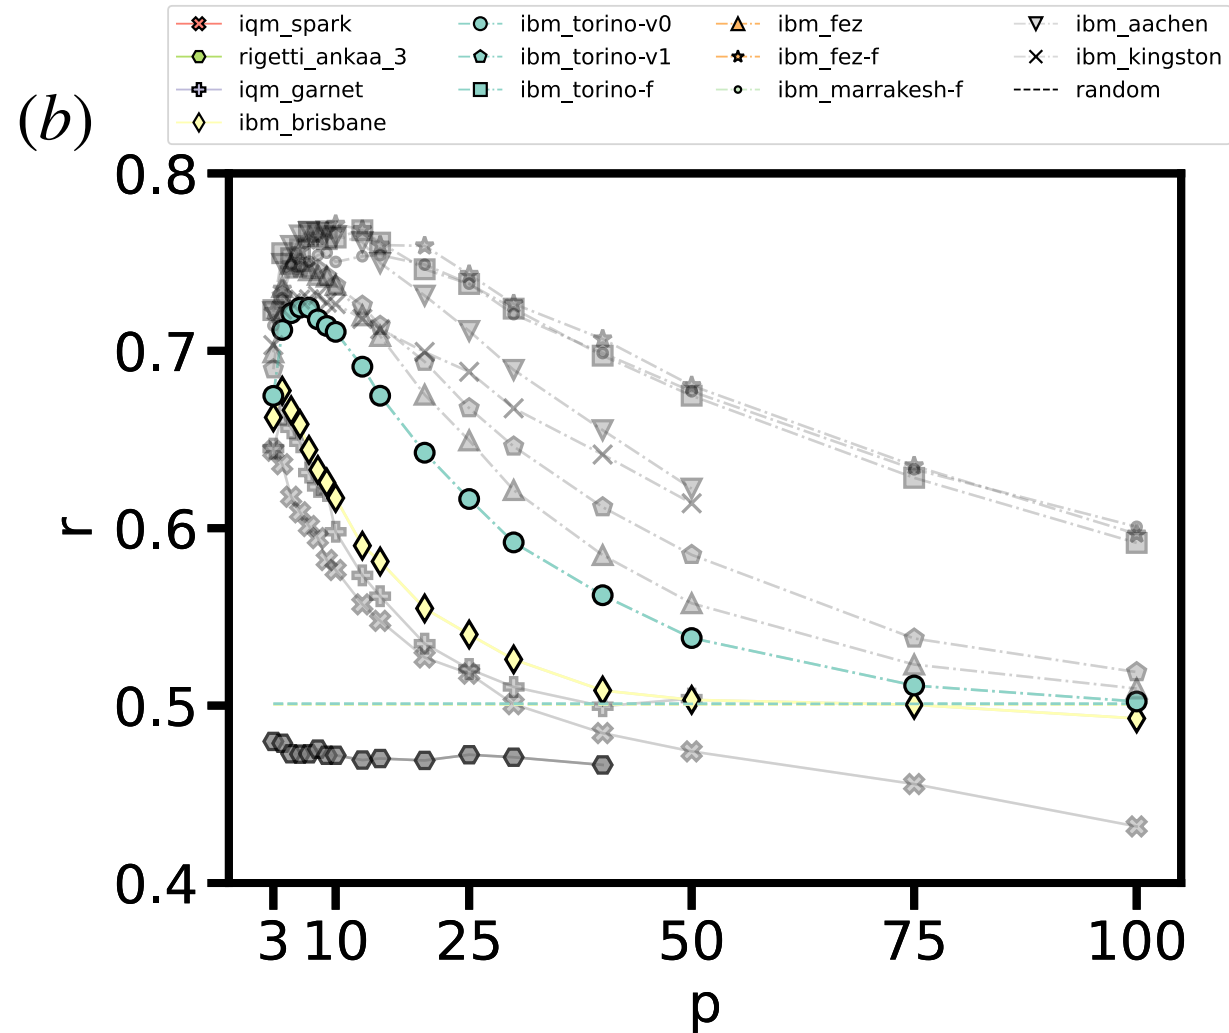 iqm_spark ibm_torino-v0 ibm_fez ibm_aachen
rigetti_ankaa_3 ibm_torino-v1 ibm_fez-f ibm_kingston
iqm_garnet ibm_torino-f ibm_marrakesh-f random
ibm_brisbane
(b)
0.8
0.7
0.6
0.5
0.4
r
3 10 25 50 75 100
p